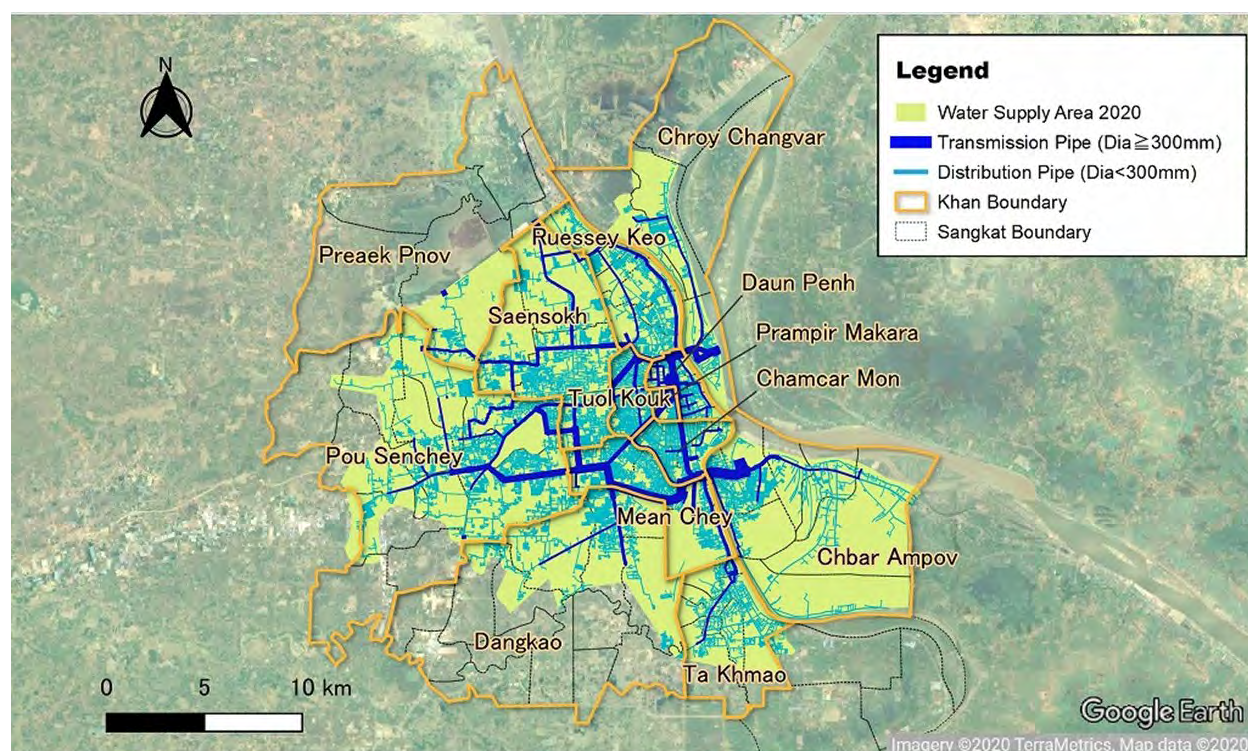 N
Legend
Water Supply Area 2020
Transmission Pipe (Dia≧300mm)
Distribution Pipe (Dia<300mm)
Khan Boundary
Sangkat Boundary
Chroy Changvar
Ruessey Keo
Preaek Pnov
Daun Penh
Saensokh
Prampir Makara
Chamcar Mon
Tuol Kouk
Pou Senchey
Mean Chey
Chbar Ampov
Dangkao
Ta Khmao
0 5 10 km
Google Earth
Imagery ©2020 TerraMetrics, Mapdata ©2020